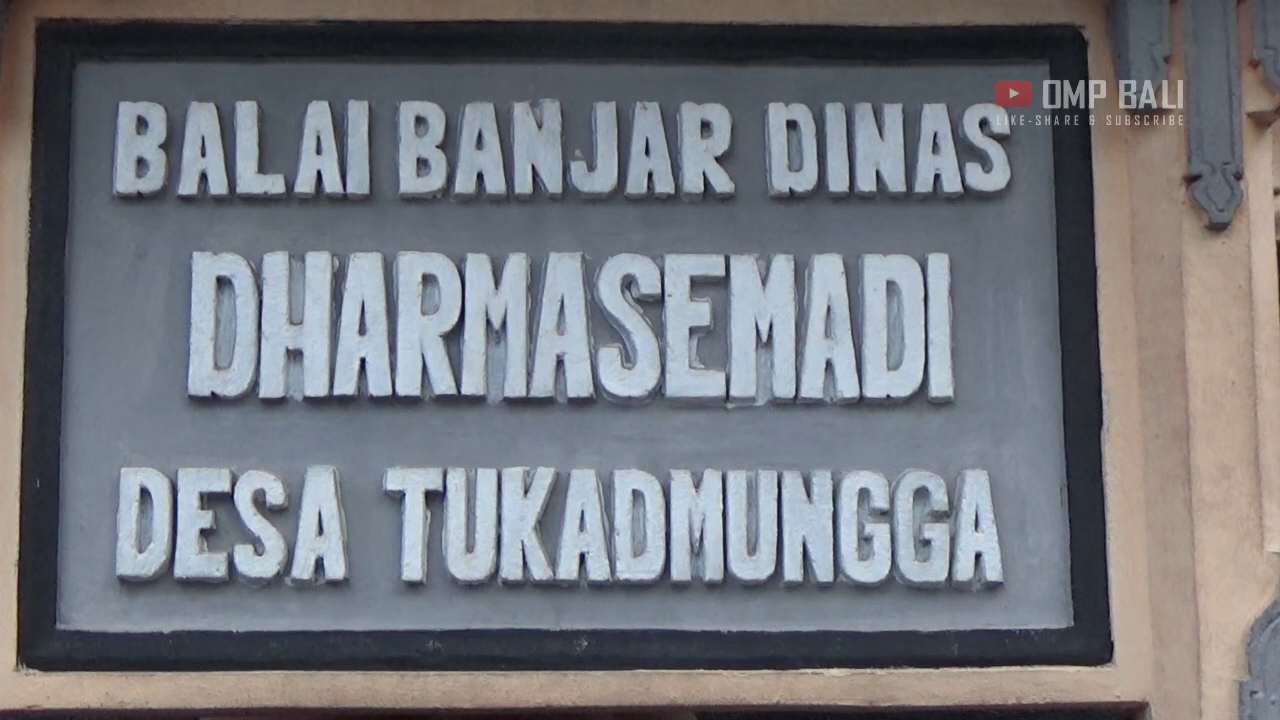 BALAI BANJAR DINAS
DHARMASEMADI
DESA TUKADMUNGGA
OMP BALI
LIKE-SHARE & SUBSCRIBE